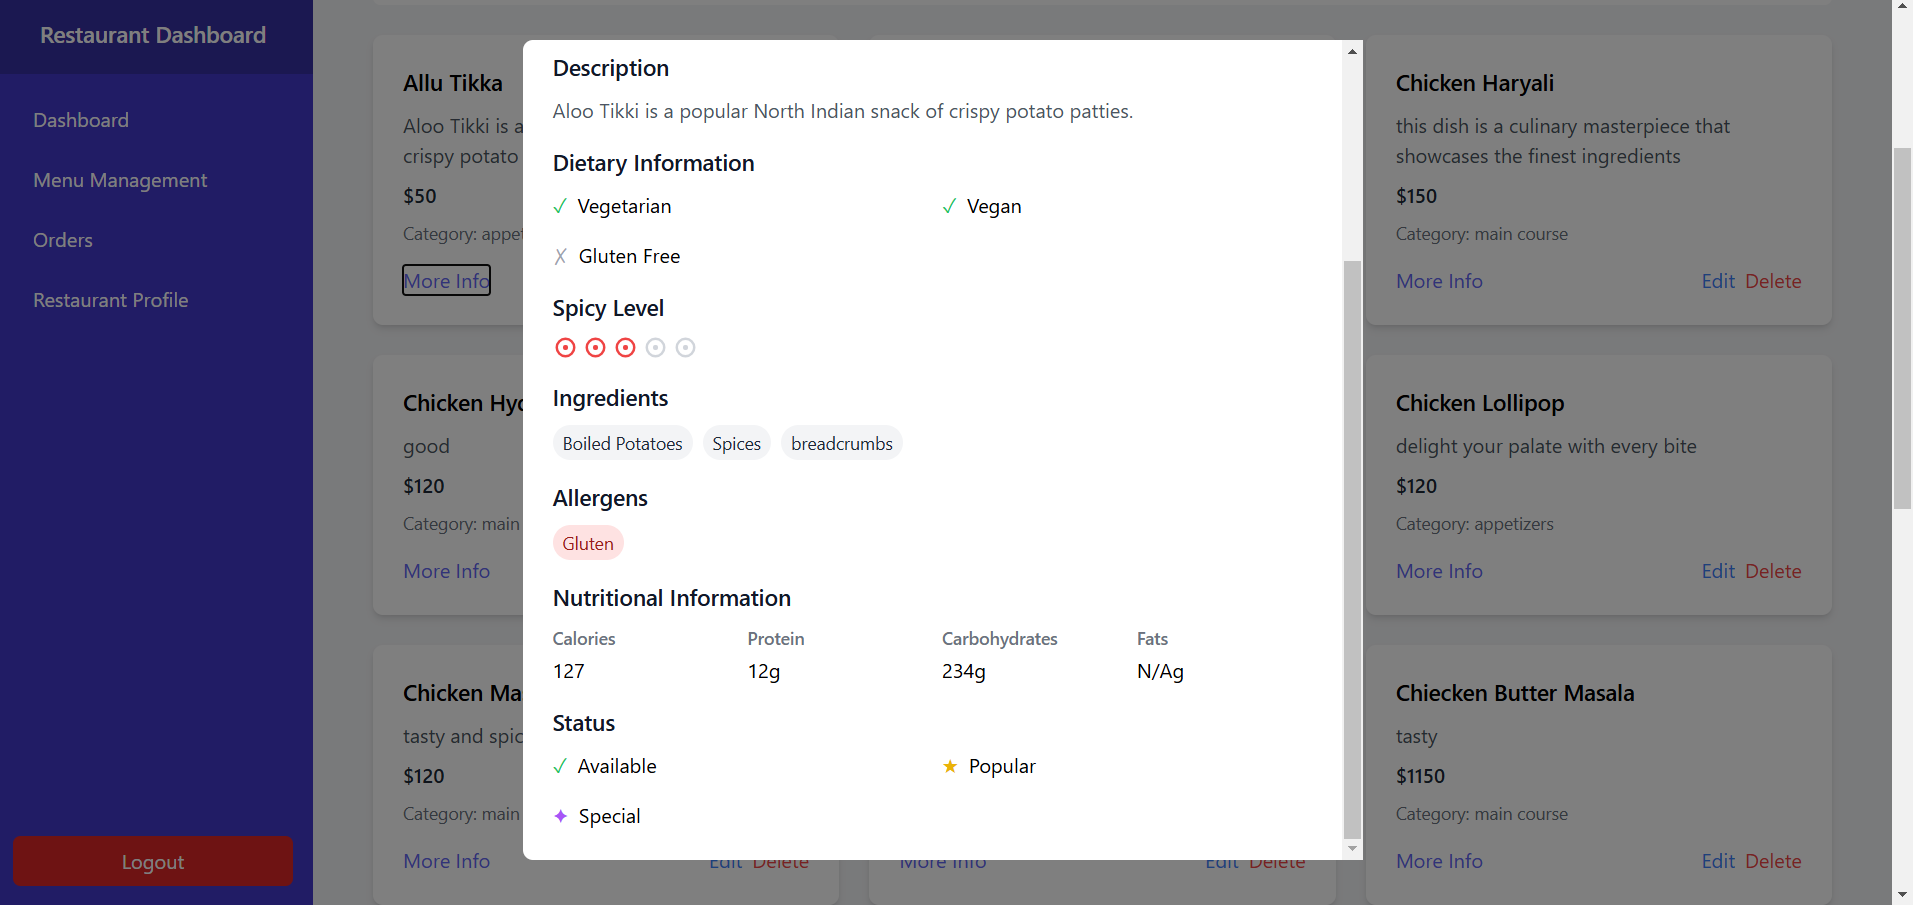 Restaurant Dashboard
Dashboard
Menu Management
Orders
Restaurant Profile
Logout
Allu Tikka
Aloo Tikki is a
crispy potato
$50
Category:
More Info
Chicken
good
$120
Category: main
More Info
Chicken
tasty and
$120
Category: main
More Info
Edit Delete
More Info
Edit Delete
Description
Aloo Tikki is a popular North Indian snack of crispy potato patties.
Dietary Information
✓ Vegetarian
✓ Vegan
✗ Gluten Free
Spicy Level
Ingredients
Boiled Potatoes
Spices
breadcrumbs
Allergens
Gluten
Nutritional Information
Calories
Protein
Carbohydrates
Fats
127
12g
234g
N/Ag
Status
✓ Available
★ Popular
✦ Special
Chicken Haryali
this dish is a culinary masterpiece that
showcases the finest ingredients
$150
Category: main course
More Info
Edit Delete
Chicken Lollipop
delight your palate with every bite
$120
Category: appetizers
More Info
Edit Delete
Chiecken Butter Masala
tasty
$1150
Category: main course
More Info
Edit Delete